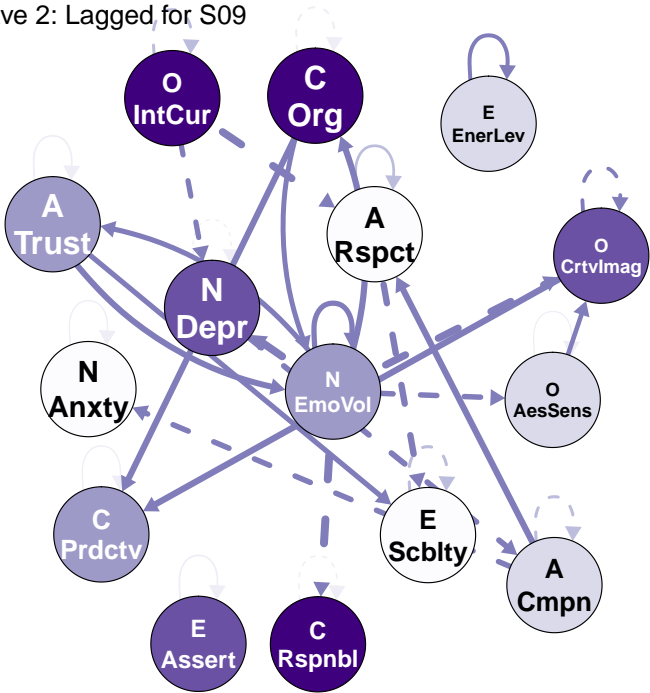 ve 2: Lagged for S09
O
IntCur
C
Org
E
EnerLev
A
Trust
A
Rspct
O
CrtvImag
N
Depr
N
Anxty
N
EmoVol
O
AesSens
C
Prdctv
E
Scblty
A
Cmpn
E
Assert
C
Rspnbl